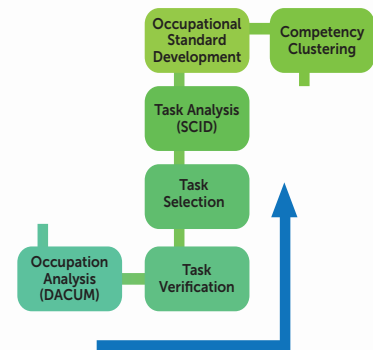 Occupational
Standard
Development
Competency
Clustering
Task Analysis
(SCID)
Task
Selection
Occupation
Analysis
(DACUM)
Task
Verification